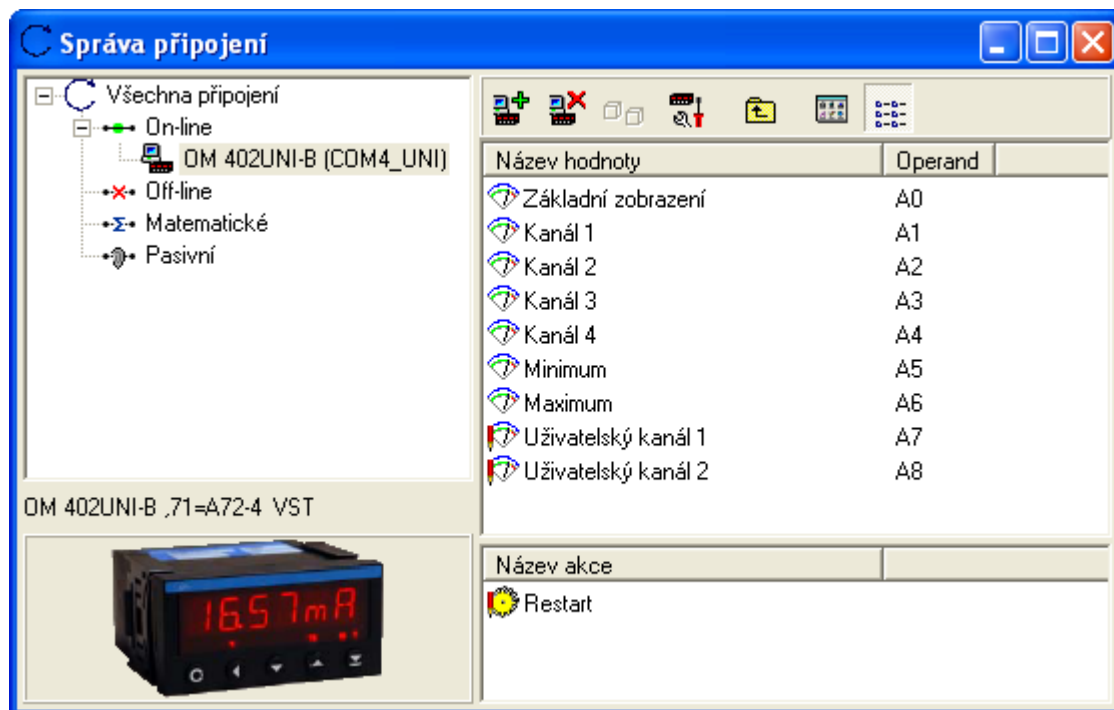 Správa připojení
Všechna připojení
On-line
OM 402UNI-B (COM4_UNI)
Off-line
Matematické
Pasivní
OM 402UNI-B ,71=A72-4 VST
16.57mA
Název hodnoty Operand
Základní zobrazení A0
Kanál 1 A1
Kanál 2 A2
Kanál 3 A3
Kanál 4 A4
Minimum A5
Maximum A6
Uživatelský kanál 1 A7
Uživatelský kanál 2 A8
Název akce
Restart